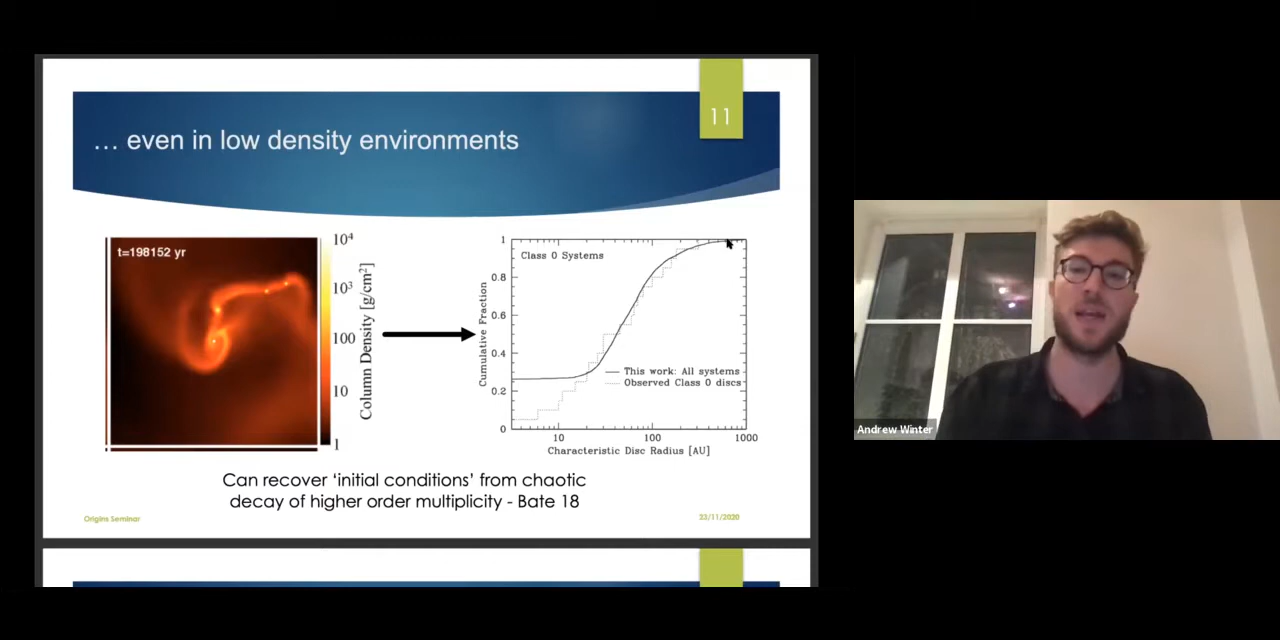 11
… even in low density environments
t=198152 yr
10⁴
10³
100
10
1
Column Density [g/cm²]
Class 0 Systems
1
0.8
0.6
0.4
0.2
0
Cumulative Fraction
This work: All systems
Observed Class 0 discs
10
100
1000
Characteristic Disc Radius [AU]
Can recover ‘initial conditions’ from chaotic
decay of higher order multiplicity - Bate 18
Origins Seminar
23/11/2020
Andrew Winter